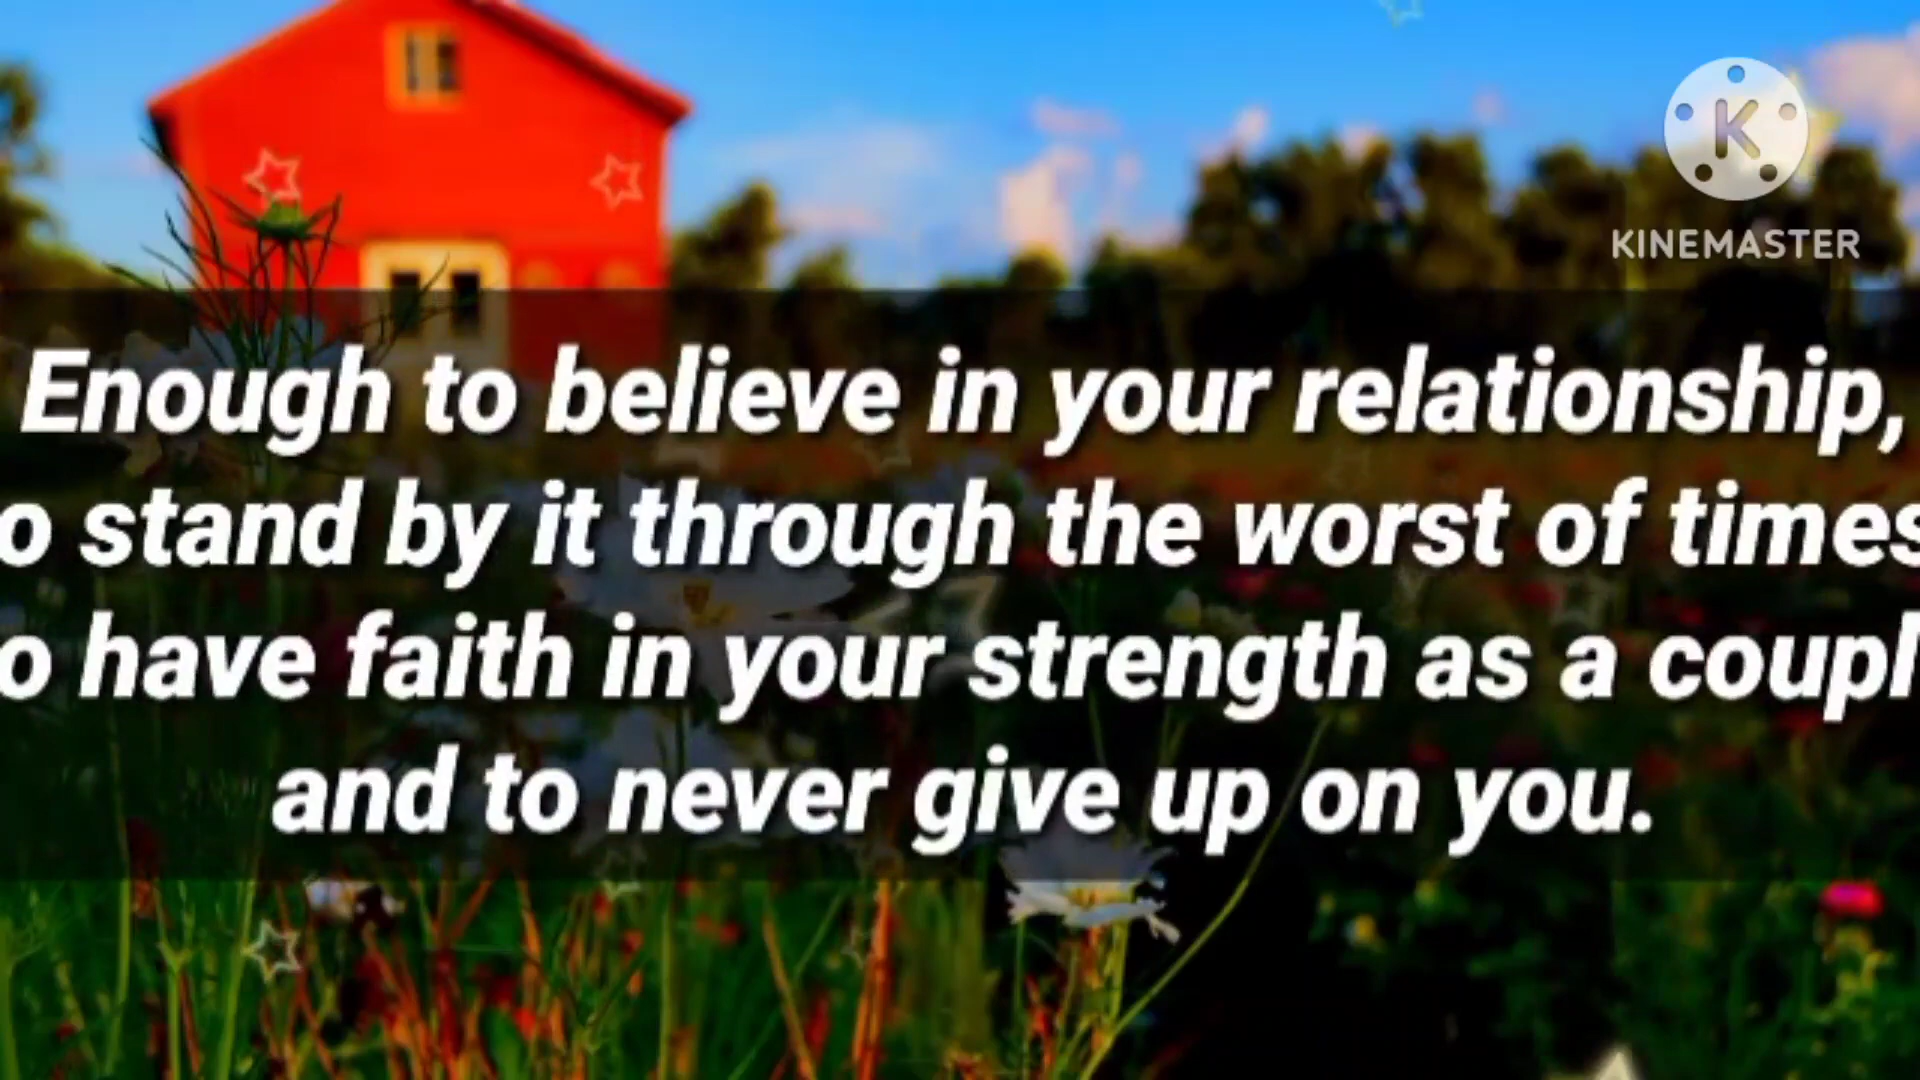 KINEMASTER
Enough to believe in your relationship,
o stand by it through the worst of times
o have faith in your strength as a coupl
and to never give up on you.